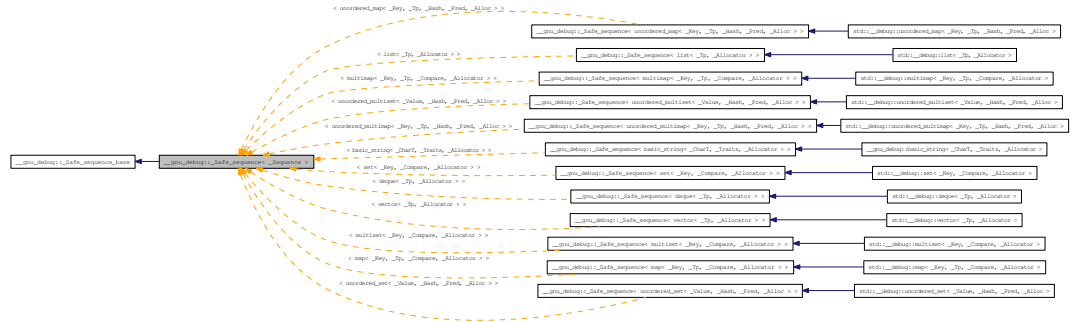 < unordered_map< _Key, _Tp, _Hash, _Pred, _Alloc > >
__gnu_debug::_Safe_sequence< unordered_map< _Key, _Tp, _Hash, _Pred, _Alloc > >
std::__debug::unordered_map< _Key, _Tp, _Hash, _Pred, _Alloc >
< list< _Tp, _Allocator > >
__gnu_debug::_Safe_sequence< list< _Tp, _Allocator > >
std::__debug::list< _Tp, _Allocator >
< multimap< _Key, _Tp, _Compare, _Allocator > >
__gnu_debug::_Safe_sequence< multimap< _Key, _Tp, _Compare, _Allocator > >
std::__debug::multimap< _Key, _Tp, _Compare, _Allocator >
< unordered_multiset< _Value, _Hash, _Pred, _Alloc > >
__gnu_debug::_Safe_sequence< unordered_multiset< _Value, _Hash, _Pred, _Alloc > >
std::__debug::unordered_multiset< _Value, _Hash, _Pred, _Alloc >
< unordered_multimap< _Key, _Tp, _Hash, _Pred, _Alloc > >
__gnu_debug::_Safe_sequence< unordered_multimap< _Key, _Tp, _Hash, _Pred, _Alloc > >
std::__debug::unordered_multimap< _Key, _Tp, _Hash, _Pred, _Alloc >
< basic_string< _CharT, _Traits, _Allocator > >
__gnu_debug::_Safe_sequence< basic_string< _CharT, _Traits, _Allocator > >
__gnu_debug::basic_string< _CharT, _Traits, _Allocator >
__gnu_debug::_Safe_sequence_base
__gnu_debug::_Safe_sequence< _Sequence >
< set< _Key, _Compare, _Allocator > >
__gnu_debug::_Safe_sequence< set< _Key, _Compare, _Allocator > >
std::__debug::set< _Key, _Compare, _Allocator >
< deque< _Tp, _Allocator > >
__gnu_debug::_Safe_sequence< deque< _Tp, _Allocator > >
std::__debug::deque< _Tp, _Allocator >
< vector< _Tp, _Allocator > >
__gnu_debug::_Safe_sequence< vector< _Tp, _Allocator > >
std::__debug::vector< _Tp, _Allocator >
< multiset< _Key, _Compare, _Allocator > >
__gnu_debug::_Safe_sequence< multiset< _Key, _Compare, _Allocator > >
std::__debug::multiset< _Key, _Compare, _Allocator >
< map< _Key, _Tp, _Compare, _Allocator > >
__gnu_debug::_Safe_sequence< map< _Key, _Tp, _Compare, _Allocator > >
std::__debug::map< _Key, _Tp, _Compare, _Allocator >
< unordered_set< _Value, _Hash, _Pred, _Alloc > >
__gnu_debug::_Safe_sequence< unordered_set< _Value, _Hash, _Pred, _Alloc > >
std::__debug::unordered_set< _Value, _Hash, _Pred, _Alloc >